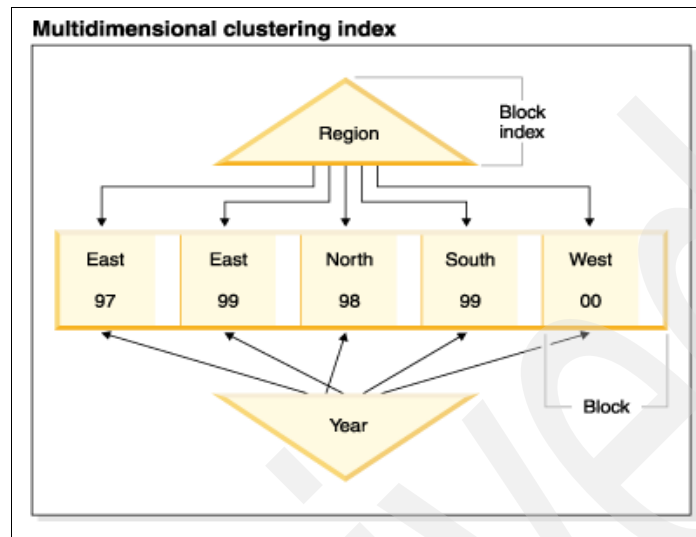 Multidimensional clustering index
Region
Block
index
East East North South West
97 99 98 99 00
Year
Block